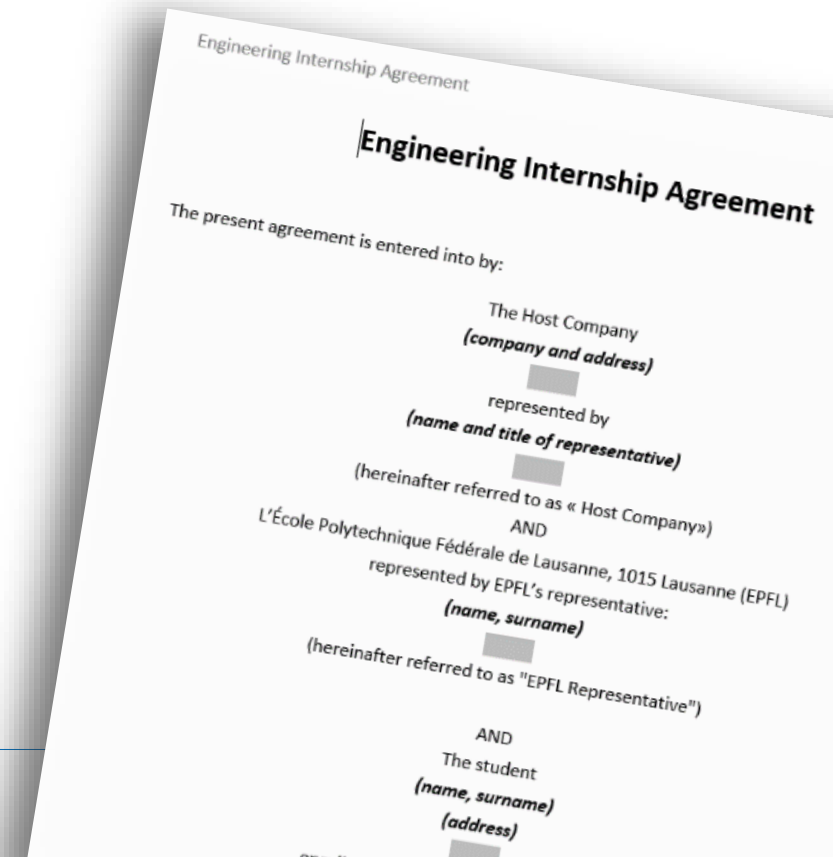 Engineering Internship Agreement
Engineering Internship Agreement
The present agreement is entered into by:
The Host Company
(company and address)
represented by
(name and title of representative)
(hereinafter referred to as « Host Company»)
AND
L’École Polytechnique Fédérale de Lausanne, 1015 Lausanne (EPFL)
represented by EPFL’s representative:
(name, surname)
(hereinafter referred to as "EPFL Representative")
AND
The student
(name, surname)
(address)